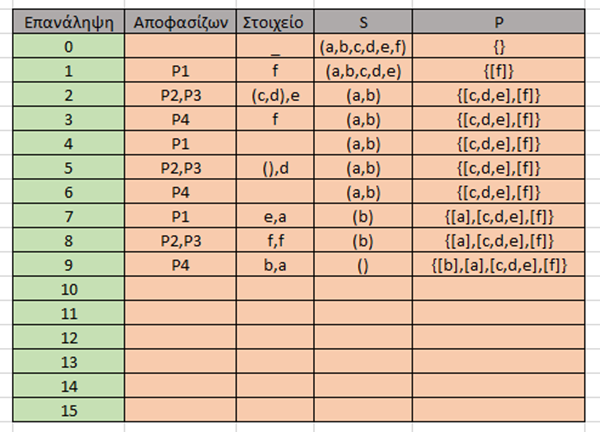 Επανάληψη Αποφασίζων Στοιχείο S P
0 _ (a,b,c,d,e,f) {}
1 P1 f (a,b,c,d,e) {[f]}
2 P2,P3 (c,d),e (a,b) {[c,d,e],[f]}
3 P4 f (a,b) {[c,d,e],[f]}
4 P1 (a,b) {[c,d,e],[f]}
5 P2,P3 (),d (a,b) {[c,d,e],[f]}
6 P4 (a,b) {[c,d,e],[f]}
7 P1 e,a (b) {[a],[c,d,e],[f]}
8 P2,P3 f,f (b) {[a],[c,d,e],[f]}
9 P4 b,a () {[b],[a],[c,d,e],[f]}
10
11
12
13
14
15